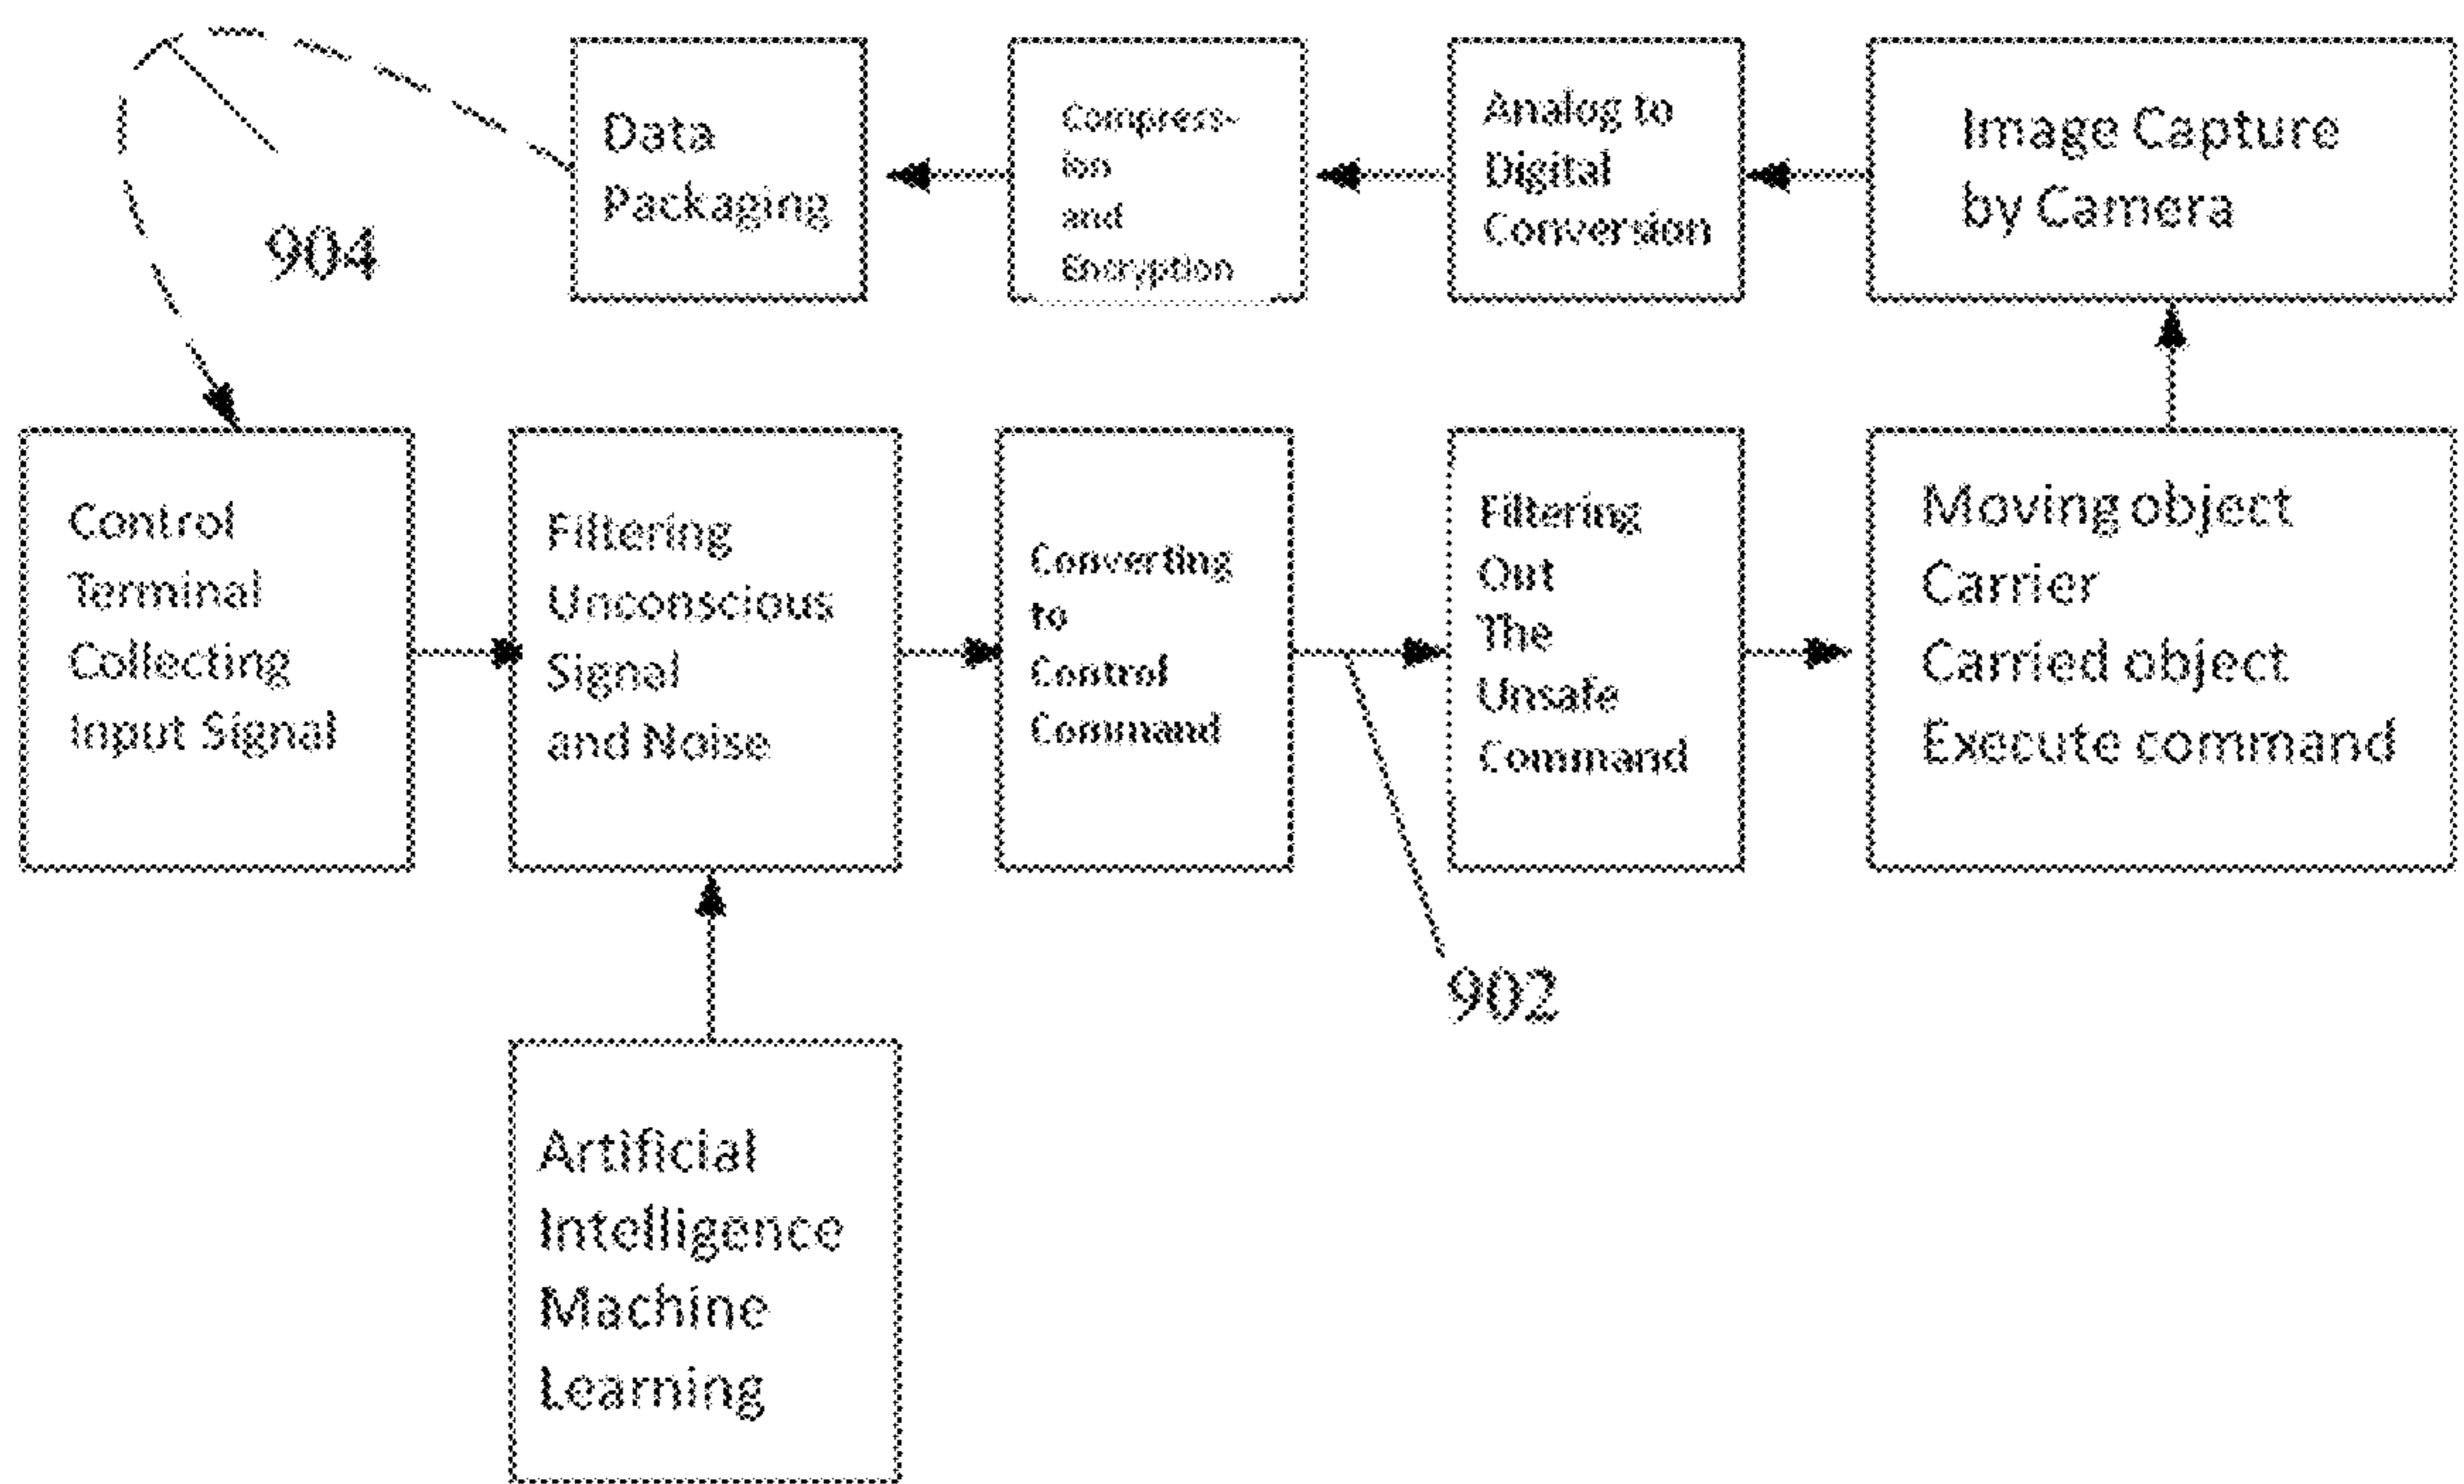 Data
Packaging
Compress-
ion
and
Encryption
Analog to
Digital
Conversion
Image Capture
by Camera
904
Control
Terminal
Collecting
Input Signal
Filtering
Unconscious
Signal
and Noise
Converting
to
Control
Command
Filtering
Out
The
Unsafe
Command
Moving object
Carrier
Carried object
Execute command
902
Artificial
Intelligence
Machine
Learning